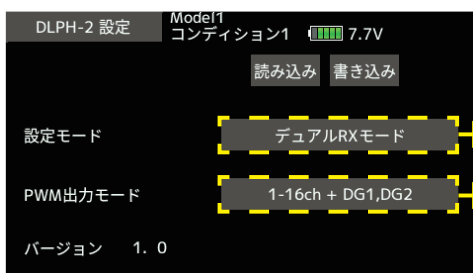 DLPH-2 設定
Model1
コンディション1 7.7V
読み込み 書き込み
設定モード デュアルRXモード
PWM出力モード 1-16ch + DG1,DG2
バージョン 1. 0